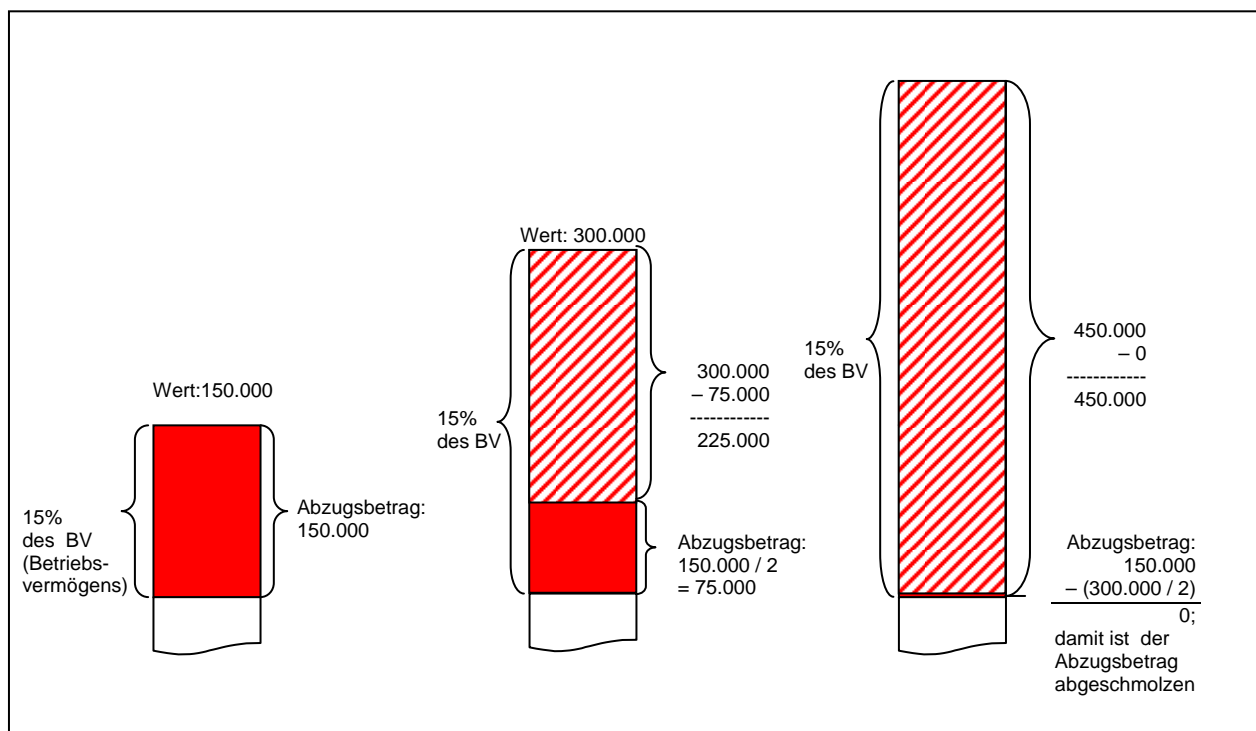 Wert:150.000
15%
des BV
(Betriebs-
vermögens)
Abzugsbetrag:
150.000
Wert: 300.000
15%
des BV
300.000
– 75.000
------------
225.000
Abzugsbetrag:
150.000 / 2
= 75.000
15%
des BV
450.000
– 0
------------
450.000
Abzugsbetrag:
150.000
– (300.000 / 2)
0;
damit ist der
Abzugsbetrag
abgeschmolzen